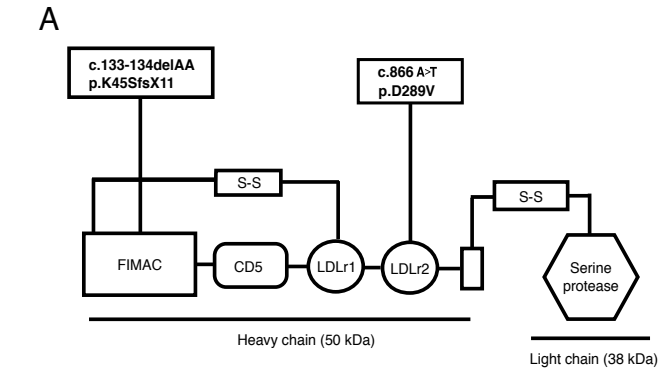 A
c.133-134delAA
p.K45SfsX11
c.866 A>T
p.D289V
S-S
S-S
FIMAC
CD5
LDLr1
LDLr2
Serine
protease
Heavy chain (50 kDa)
Light chain (38 kDa)